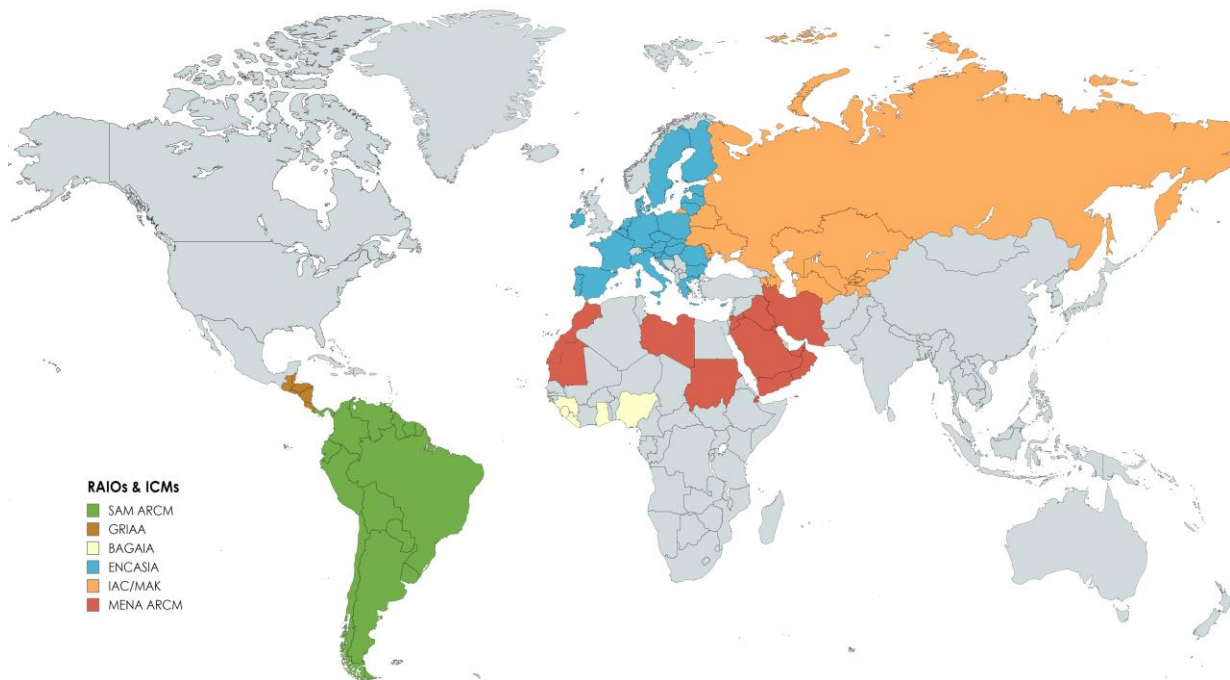 RAIOs & ICMs
SAM ARCM
GRIAA
BAGAIA
ENCASIA
IAC/MAK
MENA ARCM